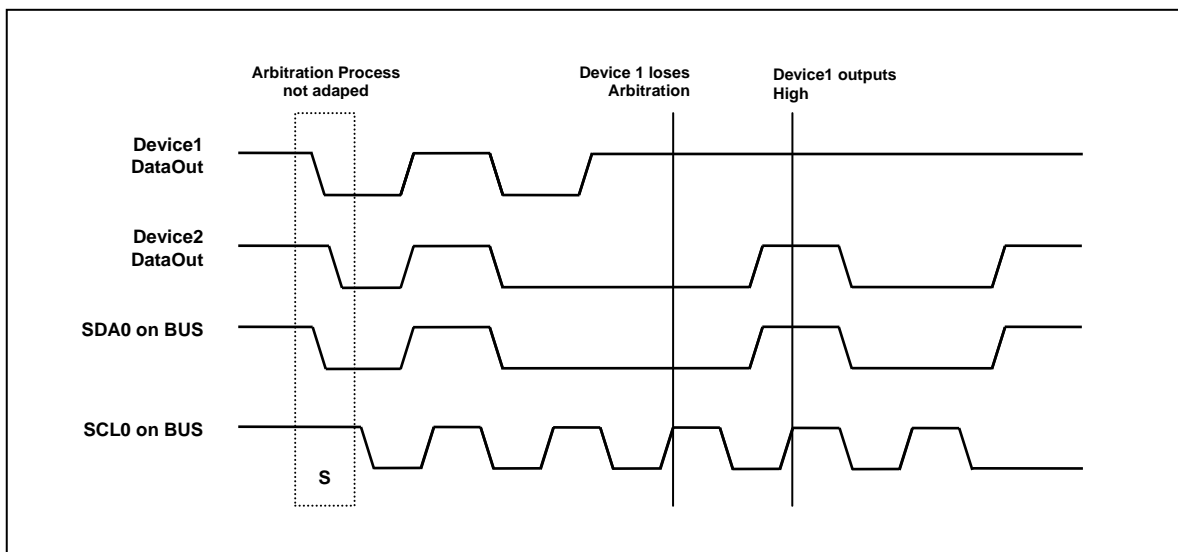 Arbitration Process
not adaped
Device 1 loses
Arbitration
Device1 outputs
High
Device1
DataOut
Device2
DataOut
SDA0 on BUS
SCL0 on BUS
S